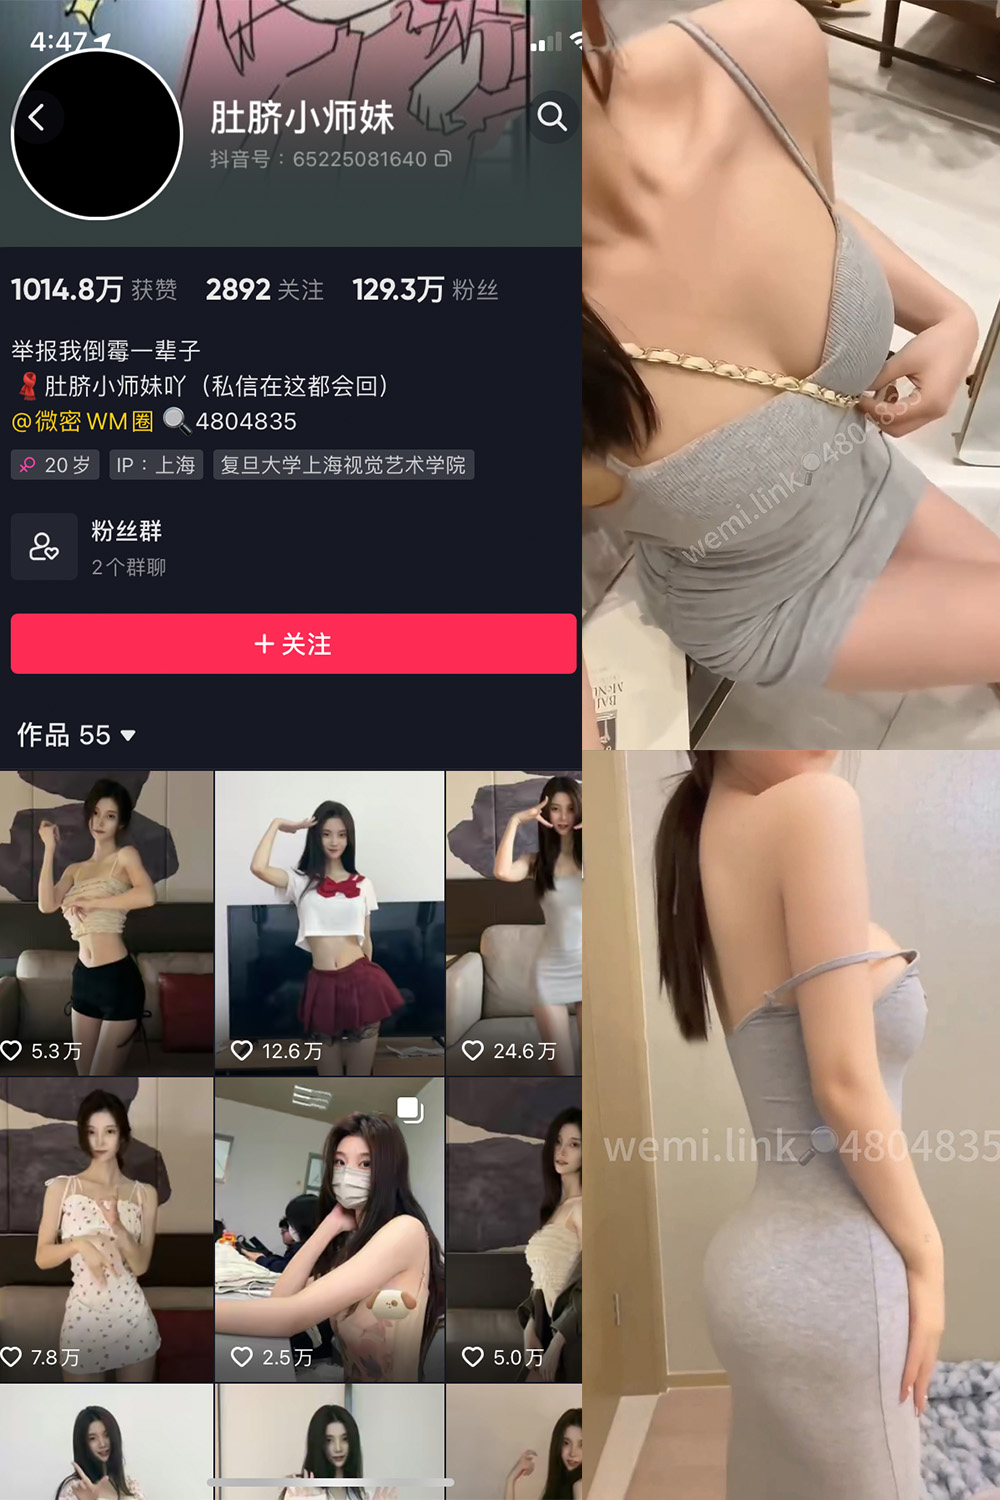 4:47
肚脐小师妹
抖音号：65225081640
1014.8万 获赞 2892 关注 129.3万 粉丝
举报我倒霉一辈子
肚脐小师妹吖（私信在这都会回）
@微密WM圈 🔍4804835
20岁 IP：上海 复旦大学上海视觉艺术学院
粉丝群
2个群聊
+ 关注
作品 55
5.3万 12.6万 24.6万
7.8万 2.5万 5.0万
wemi.link🔍4804835
wemi.link🔍4804835